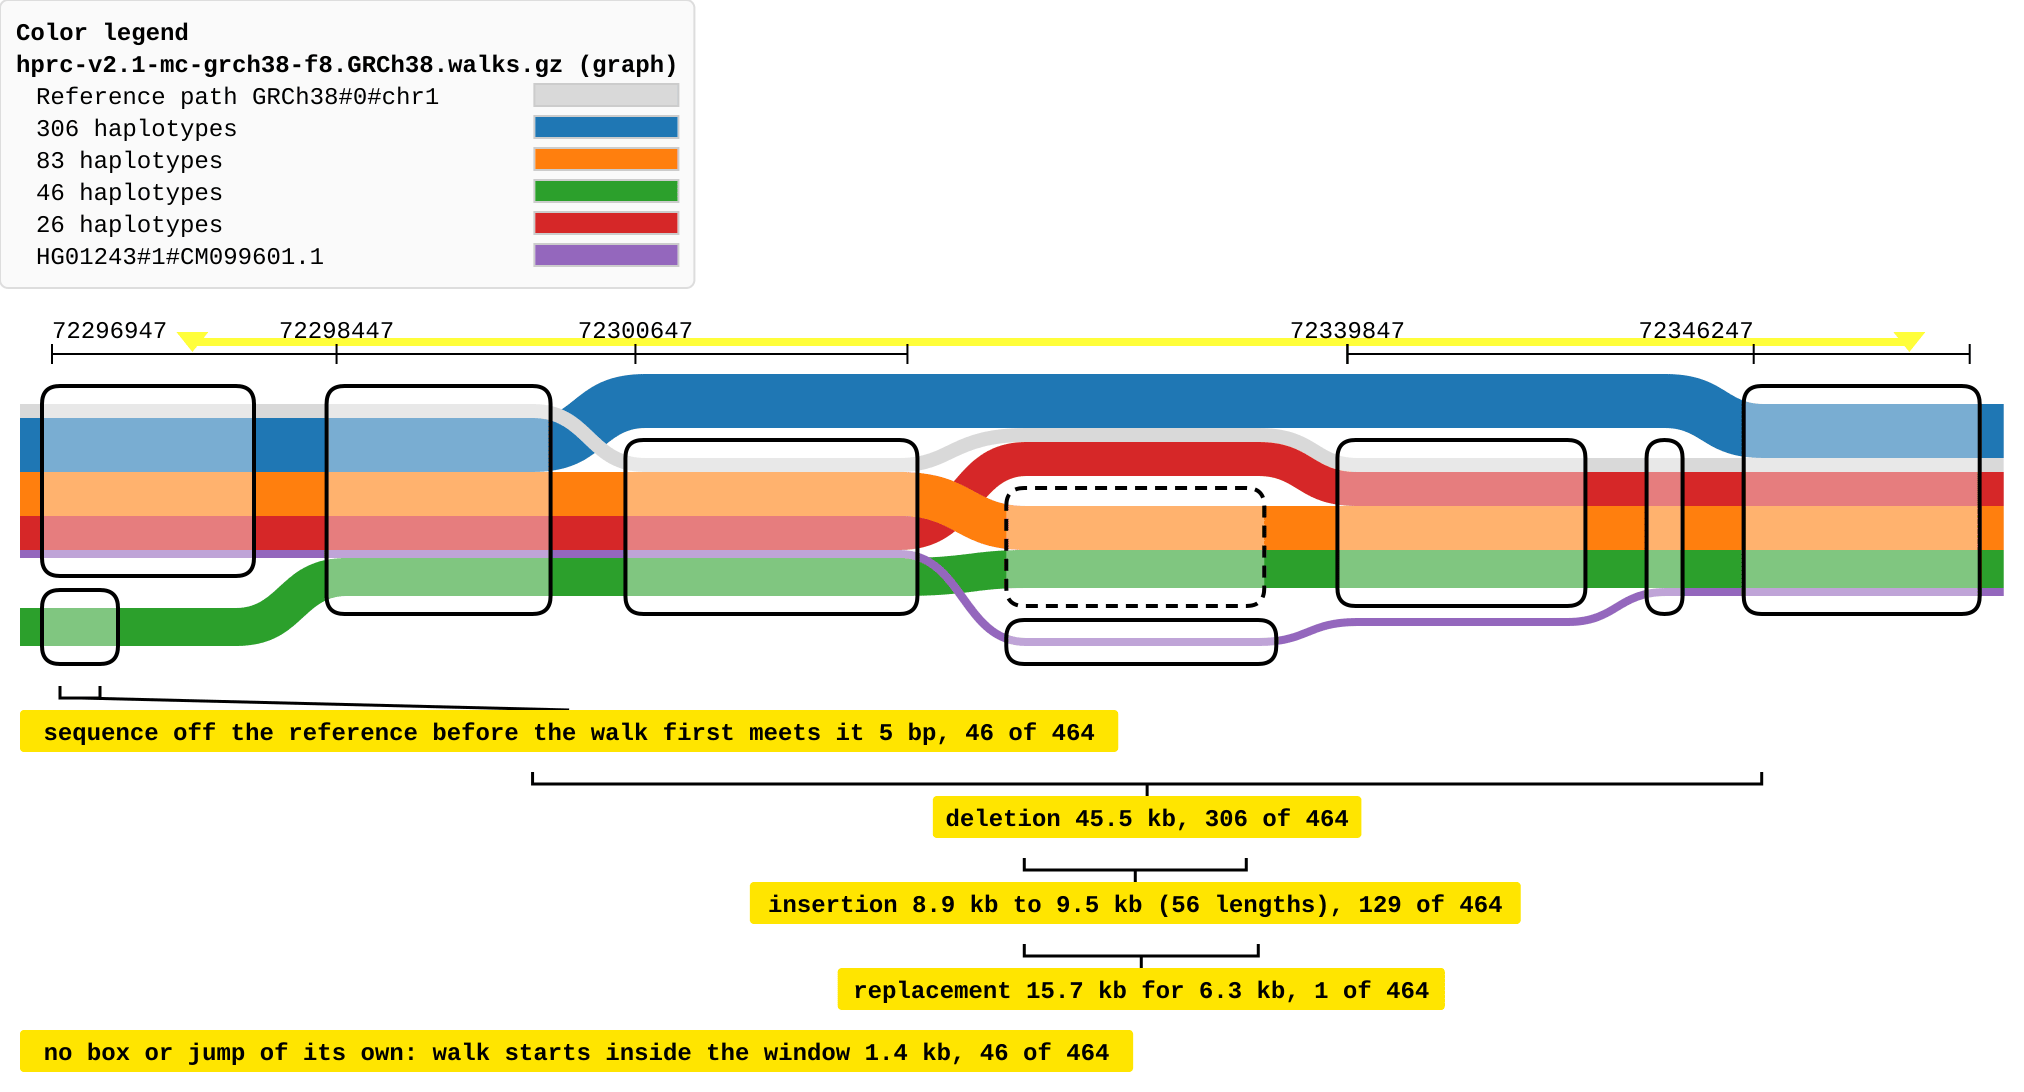 Color legend
hprc-v2.1-mc-grch38-f8.GRCh38.walks.gz (graph)
Reference path GRCh38#0#chr1
306 haplotypes
83 haplotypes
46 haplotypes
26 haplotypes
HG01243#1#CM099601.1
72296947 72298447 72300647 72339847 72346247
sequence off the reference before the walk first meets it 5 bp, 46 of 464
deletion 45.5 kb, 306 of 464
insertion 8.9 kb to 9.5 kb (56 lengths), 129 of 464
replacement 15.7 kb for 6.3 kb, 1 of 464
no box or jump of its own: walk starts inside the window 1.4 kb, 46 of 464